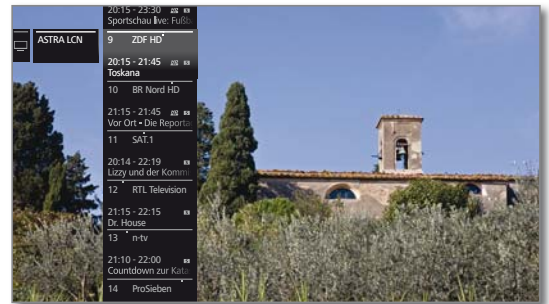 20:15 - 23:30
Sportschau live: Fußb
ASTRA LCN
9 ZDF HD
20:15 - 21:45
Toskana
10 BR Nord HD
21:15 - 21:45
Vor Ort - Die Reporta
11 SAT.1
20:14 - 22:19
Lizzy und der Kommi
12 RTL Television
21:15 - 22:15
Dr. House
13 n-tv
21:10 - 22:00
Countdown zur Kata
14 ProSieben